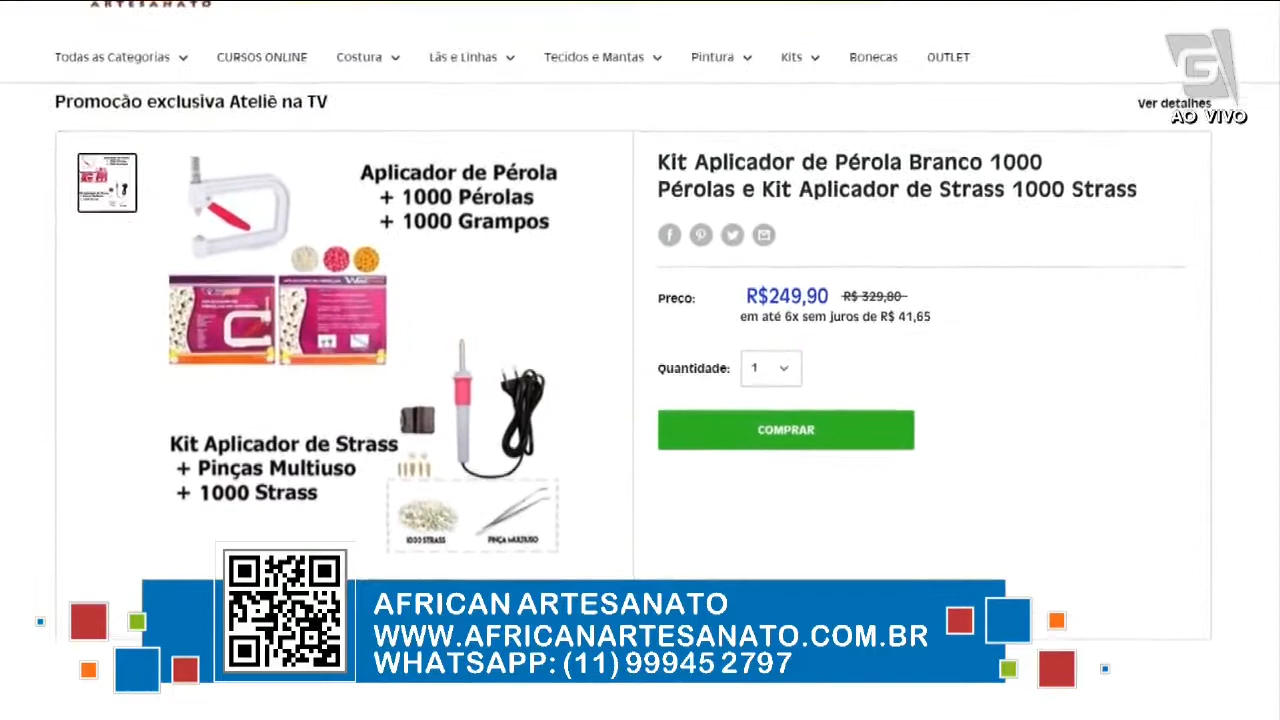 ARTESANATO
Todas as Categorias CURSOS ONLINE Costura Lãs e Linhas Tecidos e Mantas Pintura Kits Bonecas OUTLET
Promoção exclusiva Ateliê na TV
Ver detalhes
AO VIVO
Aplicador de Pérola
+ 1000 Pérolas
+ 1000 Grampos
Kit Aplicador de Strass
+ Pinças Multiuso
+ 1000 Strass
1000 STRASS
PINÇA MULTIUSO
Kit Aplicador de Pérola Branco 1000
Pérolas e Kit Aplicador de Strass 1000 Strass
Preço: R$249,90 R$ 329,80
em até 6x sem juros de R$ 41,65
Quantidade: 1
COMPRAR
AFRICAN ARTESANATO
WWW.AFRICANARTESANATO.COM.BR
WHATSAPP: (11) 99945 2797